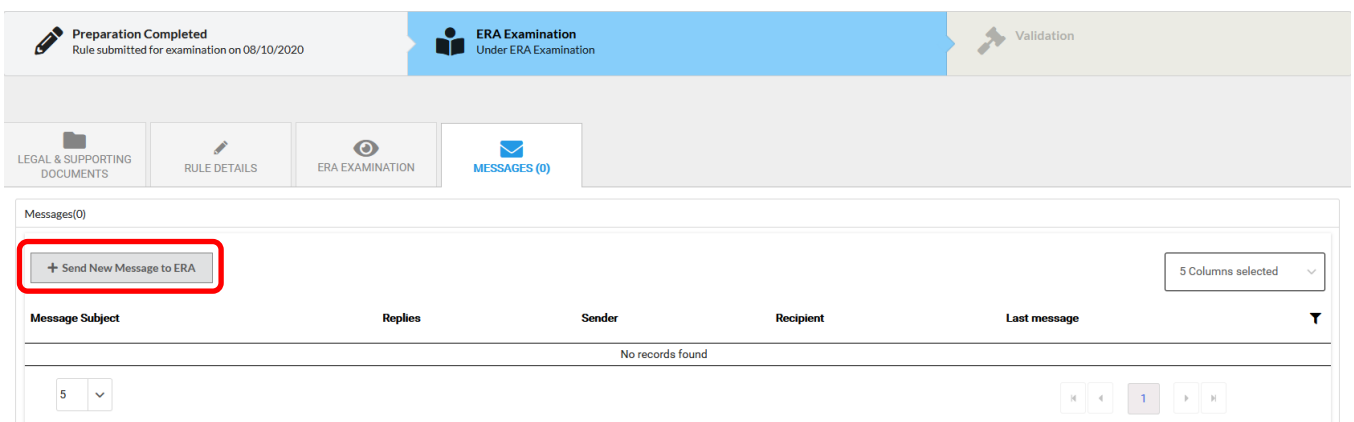 Preparation Completed
Rule submitted for examination on 08/10/2020
ERA Examination
Under ERA Examination
Validation
LEGAL & SUPPORTING
DOCUMENTS
RULE DETAILS
ERA EXAMINATION
MESSAGES (0)
Messages(0)
+ Send New Message to ERA
5 Columns selected
Message Subject Replies Sender Recipient Last message
No records found
5
1